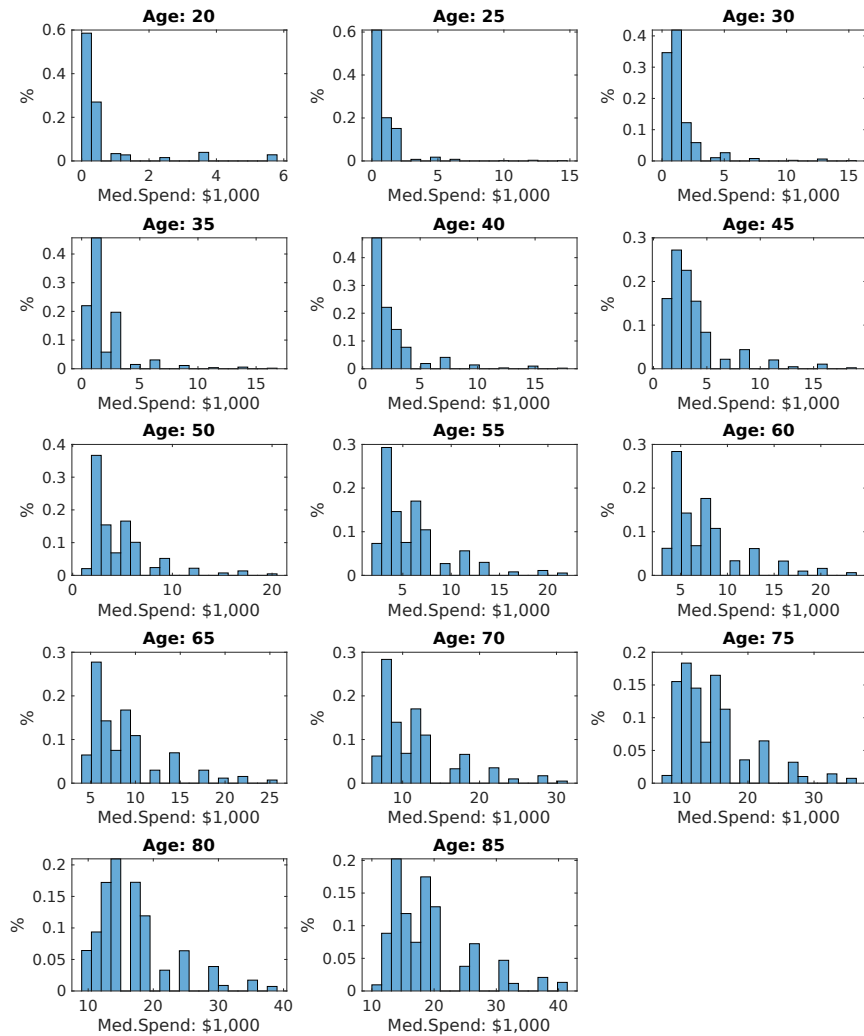 Age: 20
0.6
0.4
0.2
0
%
0 2 4 6
Med.Spend: $1,000
Age: 25
0.6
0.4
0.2
0
%
0 5 10 15
Med.Spend: $1,000
Age: 30
0.4
0.3
0.2
0.1
0
%
0 5 10 15
Med.Spend: $1,000
Age: 35
0.4
0.3
0.2
0.1
0
%
0 5 10 15
Med.Spend: $1,000
Age: 40
0.4
0.3
0.2
0.1
0
%
0 5 10 15
Med.Spend: $1,000
Age: 45
0.3
0.2
0.1
0
%
0 5 10 15
Med.Spend: $1,000
Age: 50
0.4
0.3
0.2
0.1
0
%
0 10 20
Med.Spend: $1,000
Age: 55
0.3
0.2
0.1
0
%
5 10 15 20
Med.Spend: $1,000
Age: 60
0.3
0.2
0.1
0
%
5 10 15 20
Med.Spend: $1,000
Age: 65
0.3
0.2
0.1
0
%
5 10 15 20 25
Med.Spend: $1,000
Age: 70
0.3
0.2
0.1
0
%
10 20 30
Med.Spend: $1,000
Age: 75
0.2
0.15
0.1
0.05
0
%
10 20 30
Med.Spend: $1,000
Age: 80
0.2
0.15
0.1
0.05
0
%
10 20 30 40
Med.Spend: $1,000
Age: 85
0.2
0.15
0.1
0.05
0
%
10 20 30 40
Med.Spend: $1,000